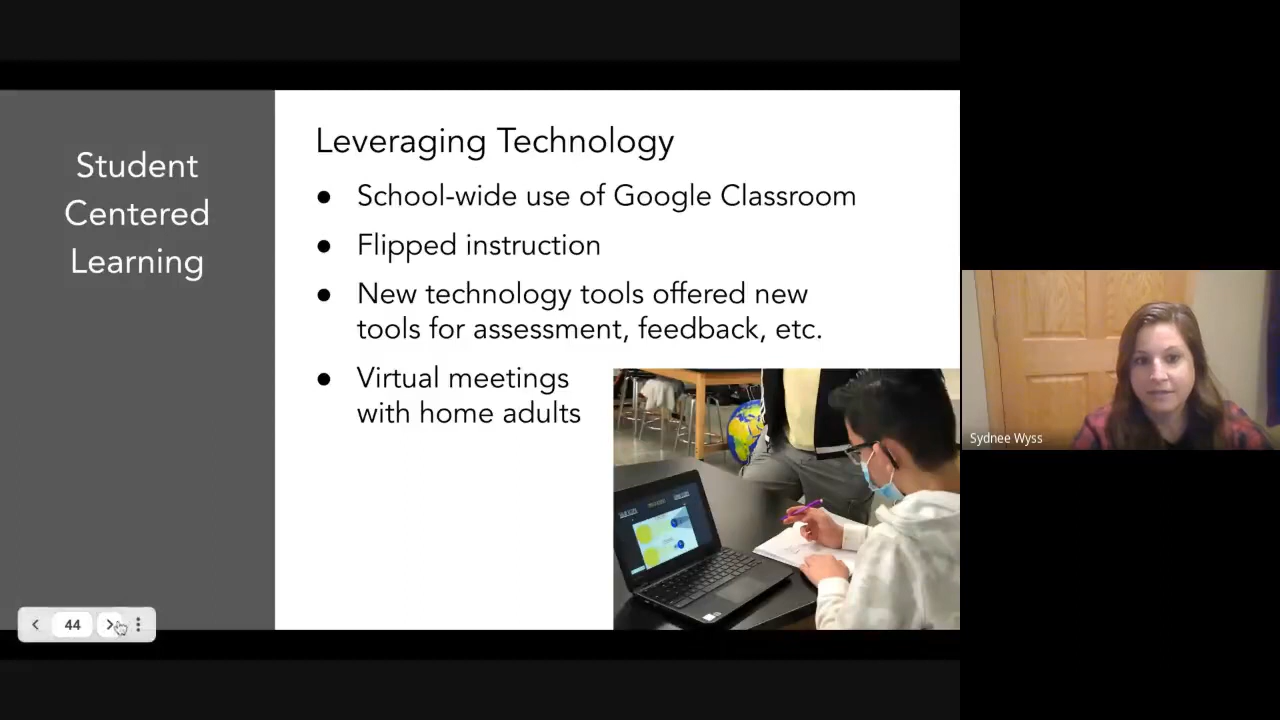 Student
Centered
Learning
Leveraging Technology
● School-wide use of Google Classroom
● Flipped instruction
● New technology tools offered new
tools for assessment, feedback, etc.
● Virtual meetings
with home adults
44
Sydnee Wyss